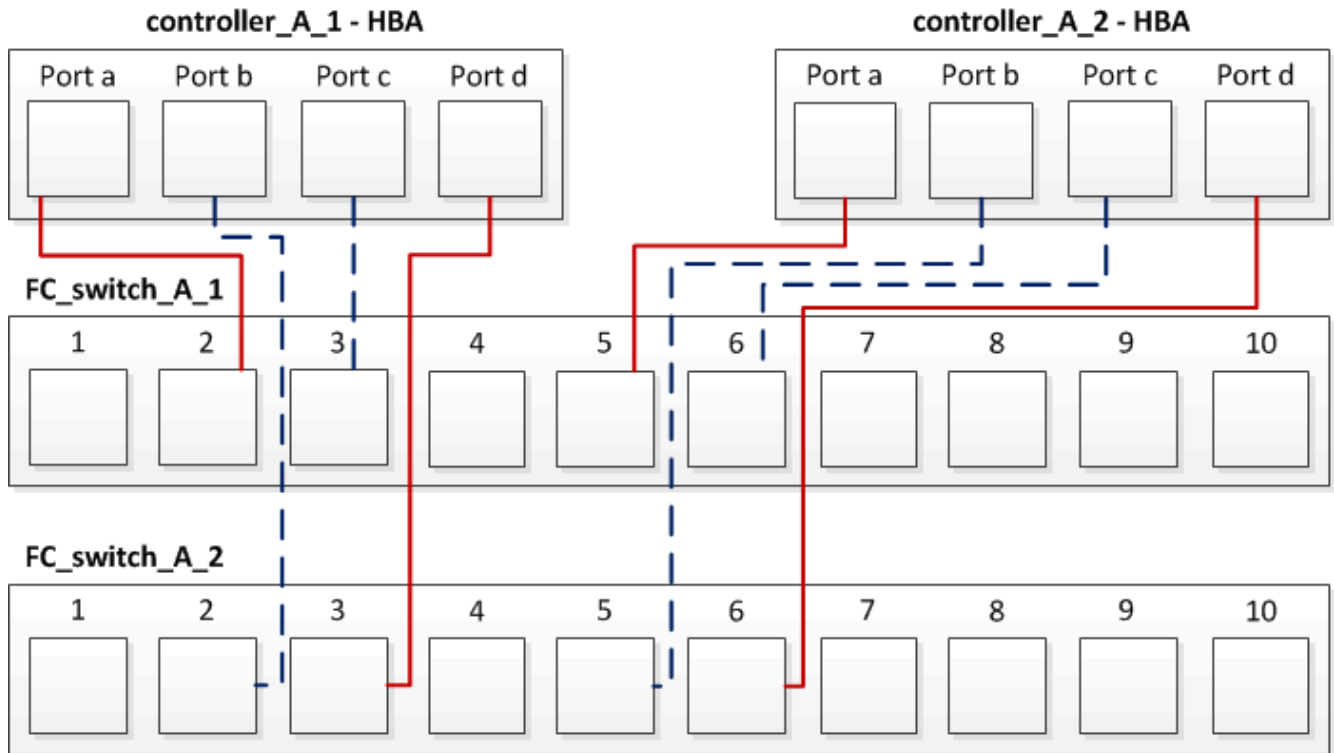 controller_A_1 - HBA controller_A_2 - HBA
Port a Port b Port c Port d Port a Port b Port c Port d
FC_switch_A_1
1 2 3 4 5 6 7 8 9 10
FC_switch_A_2
1 2 3 4 5 6 7 8 9 10